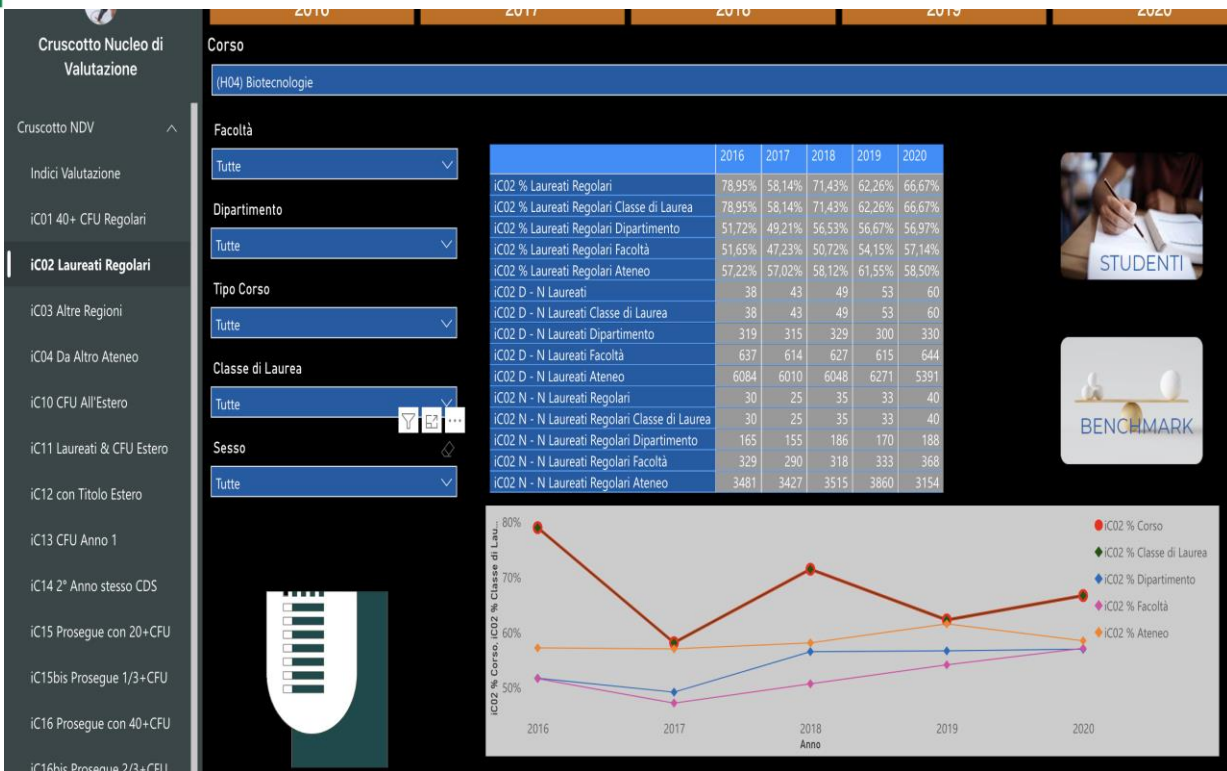 2016 2017 2018 2019 2020
Cruscotto Nucleo di
Valutazione
Cruscotto NDV
Indici Valutazione
iC01 40+ CFU Regolari
iC02 Laureati Regolari
iC03 Altre Regioni
iC04 Da Altro Ateneo
iC10 CFU All'Estero
iC11 Laureati & CFU Estero
iC12 con Titolo Estero
iC13 CFU Anno 1
iC14 2° Anno stesso CDS
iC15 Prosegue con 20+CFU
iC15bis Prosegue 1/3+CFU
iC16 Prosegue con 40+CFU
iC16bis Prosegue 2/3+CFU
Corso
(H04) Biotecnologie
Facoltà
Tutte
Dipartimento
Tutte
Tipo Corso
Tutte
Classe di Laurea
Tutte
Sesso
Tutte
2016 2017 2018 2019 2020
iC02 % Laureati Regolari 78,95% 58,14% 71,43% 62,26% 66,67%
iC02 % Laureati Regolari Classe di Laurea 78,95% 58,14% 71,43% 62,26% 66,67%
iC02 % Laureati Regolari Dipartimento 51,72% 49,21% 56,53% 56,67% 56,97%
iC02 % Laureati Regolari Facoltà 51,65% 47,23% 50,72% 54,15% 57,14%
iC02 % Laureati Regolari Ateneo 57,22% 57,02% 58,12% 61,55% 58,50%
iC02 D - N Laureati 38 43 49 53 60
iC02 D - N Laureati Classe di Laurea 38 43 49 53 60
iC02 D - N Laureati Dipartimento 319 315 329 300 330
iC02 D - N Laureati Facoltà 637 614 627 615 644
iC02 D - N Laureati Ateneo 6084 6010 6048 6271 5391
iC02 N - N Laureati Regolari 30 25 35 33 40
iC02 N - N Laureati Regolari Classe di Laurea 30 25 35 33 40
iC02 N - N Laureati Regolari Dipartimento 165 155 186 170 188
iC02 N - N Laureati Regolari Facoltà 329 290 318 333 368
iC02 N - N Laureati Regolari Ateneo 3481 3427 3515 3860 3154
STUDENTI
BENCHMARK
iC02 % Corso, iC02 % Classe di Lau...
80%
70%
60%
50%
2016 2017 2018 2019 2020
Anno
iC02 % Corso
iC02 % Classe di Laurea
iC02 % Dipartimento
iC02 % Facoltà
iC02 % Ateneo